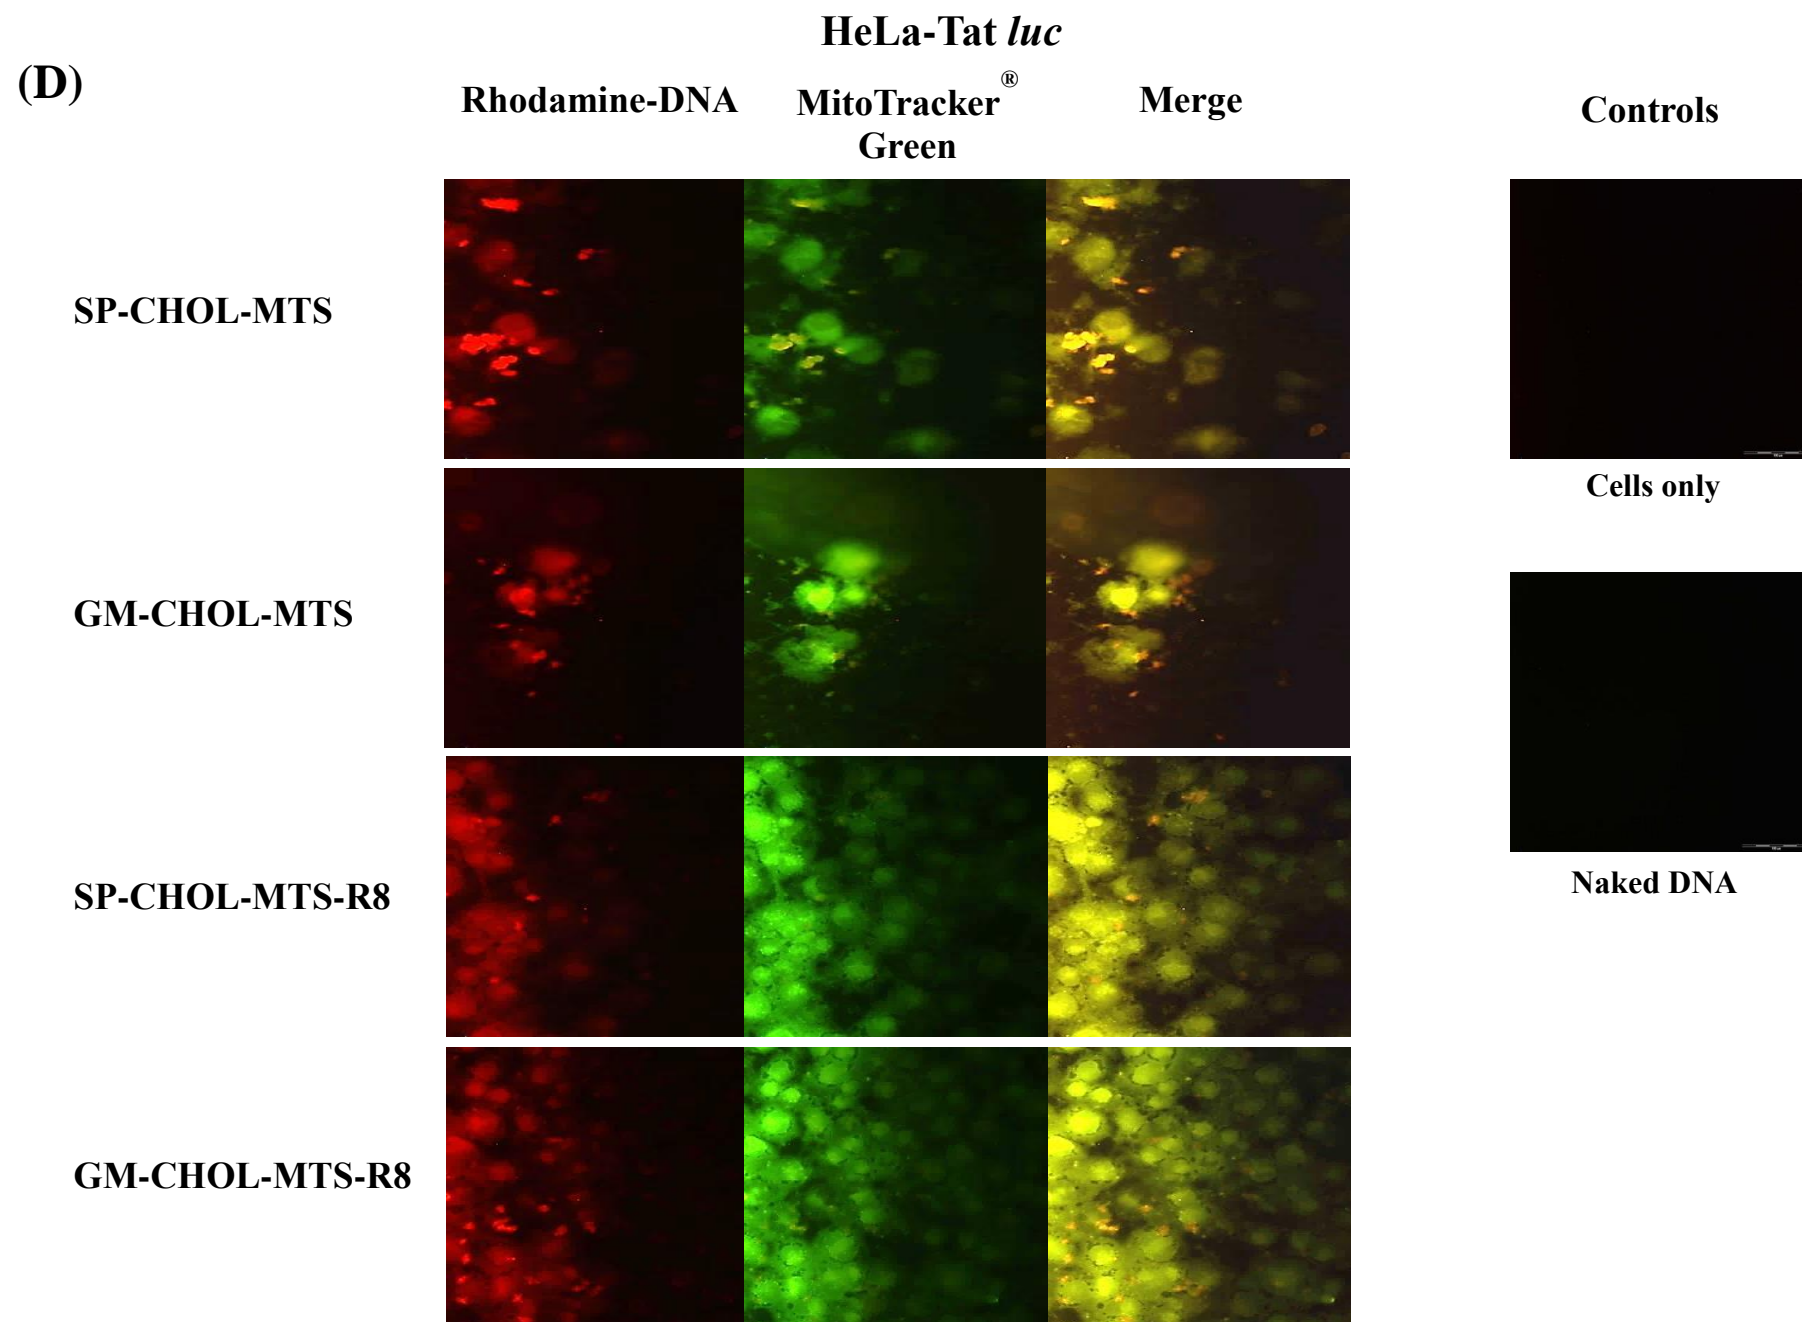 HeLa-Tat luc
(D)
Rhodamine-DNA
MitoTracker®
Green
Merge
Controls
SP-CHOL-MTS
Cells only
GM-CHOL-MTS
SP-CHOL-MTS-R8
Naked DNA
GM-CHOL-MTS-R8